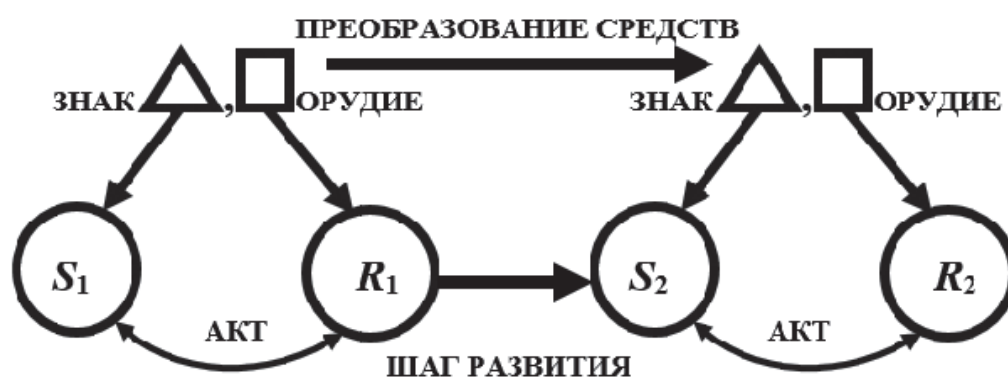 ПРЕОБРАЗОВАНИЕ СРЕДСТВ
ЗНАК , ОРУДИЕ ЗНАК , ОРУДИЕ
S1 R1 S2 R2
АКТ АКТ
ШАГ РАЗВИТИЯ